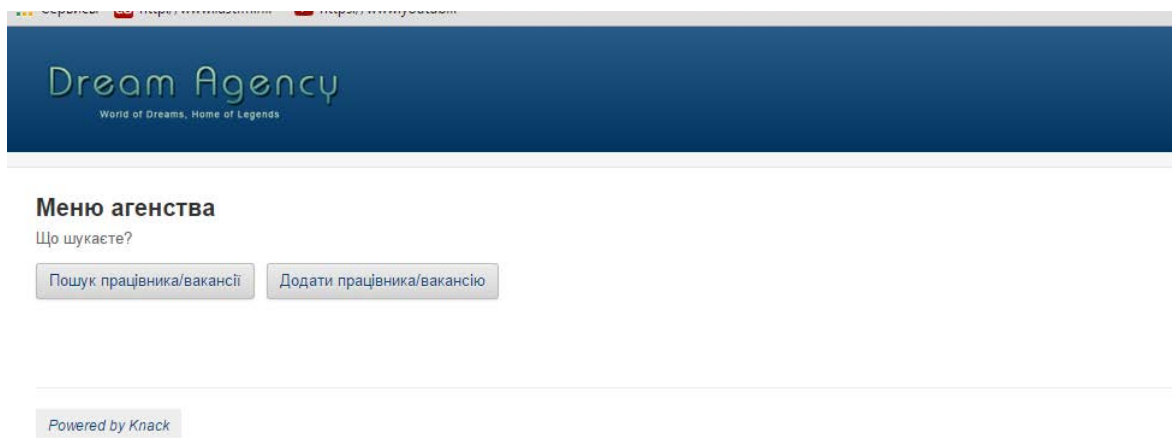 Dream Agency
World of Dreams, Home of Legends
Меню агенства
Що шукаєте?
Пошук працівника/вакансії Додати працівника/вакансію
Powered by Knack